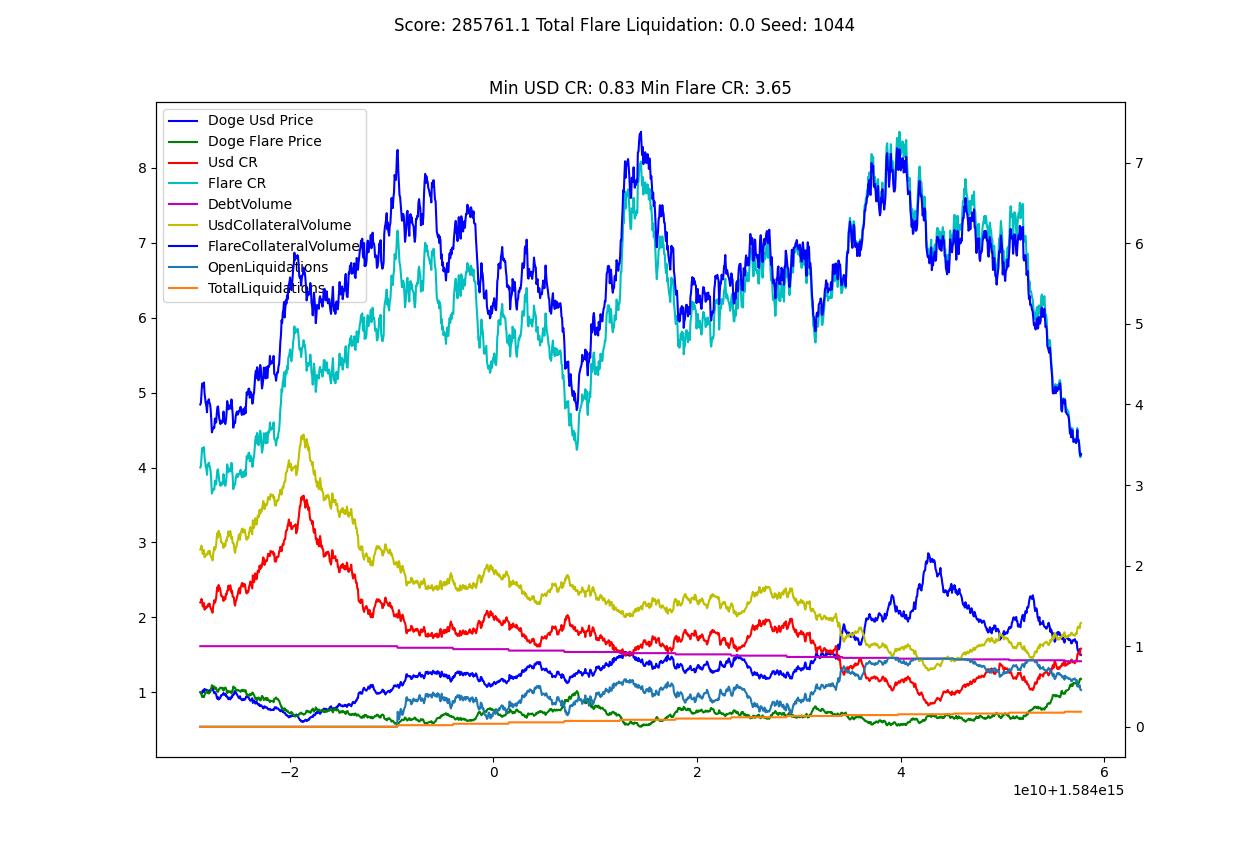 Score: 285761.1 Total Flare Liquidation: 0.0 Seed: 1044
Min USD CR: 0.83 Min Flare CR: 3.65
Doge Usd Price
Doge Flare Price
Usd CR
Flare CR
DebtVolume
UsdCollateralVolume
FlareCollateralVolume
OpenLiquidations
TotalLiquidations
8
7
6
5
4
3
2
1
7
6
5
4
3
2
1
0
−2 0 2 4 6
1e10+1.584e15